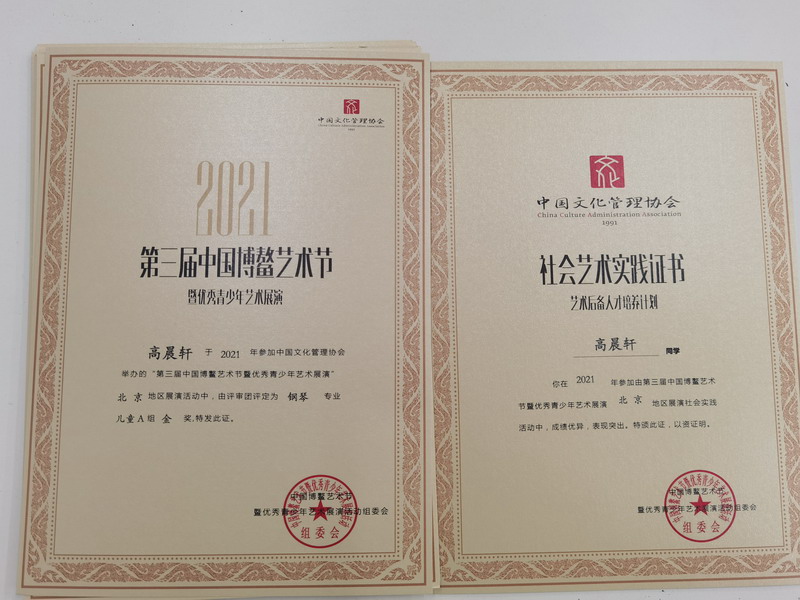 中国文化管理协会
2021
第三届中国博鳌艺术节
暨优秀青少年艺术展演
高晨轩 于 2021 年参加中国文化管理协会
举办的“第三届中国博鳌艺术节暨优秀青少年艺术展演”
北京 地区展演活动中，由评审团评定为 钢琴 专业
儿童A组 金 奖，特发此证。
中国博鳌艺术节
暨优秀青少年艺术展演活动组委会
组委会
中国文化管理协会
China Culture Administration Association
1991
社会艺术实践证书
艺术后备人才培养计划
高晨轩 同学
你在 2021 年参加由第三届中国博鳌艺术
节暨优秀青少年艺术展演 北京 地区展演社会实践
活动中，成绩优异，表现突出。特颁此证，以资证明。
中国博鳌艺术节
暨优秀青少年艺术展演活动组委会
组委会